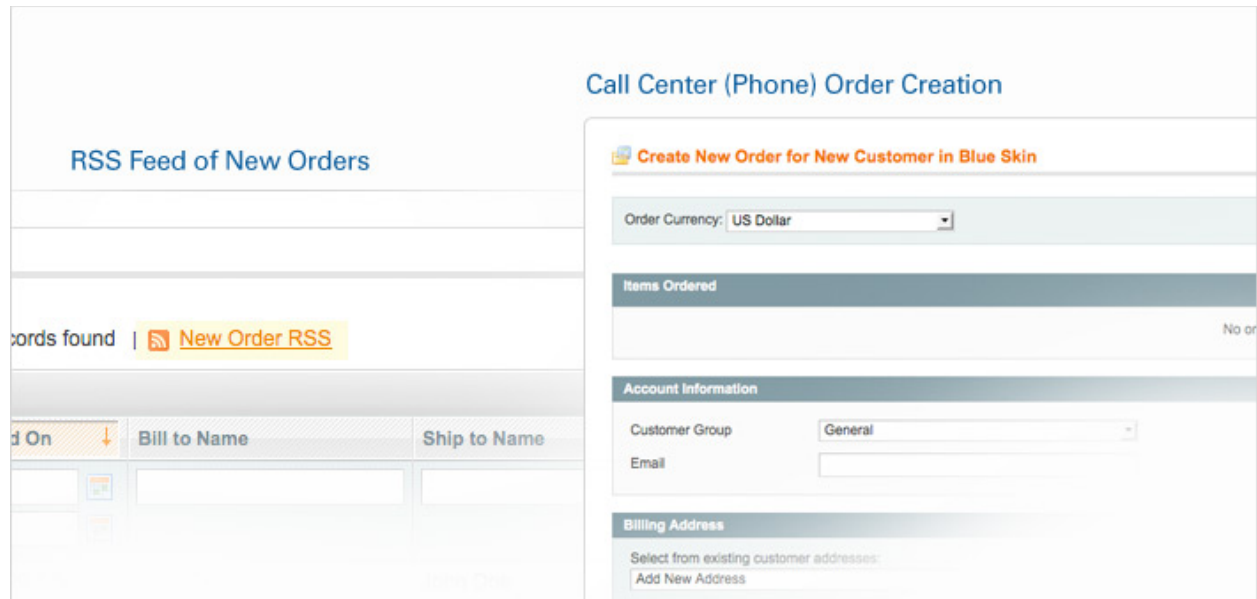 Call Center (Phone) Order Creation
RSS Feed of New Orders
Create New Order for New Customer in Blue Skin
Order Currency: US Dollar
Items Ordered
No or
cords found | New Order RSS
Account Information
d On Bill to Name Ship to Name
Customer Group General
Email
Billing Address
Select from existing customer addresses:
Add New Address